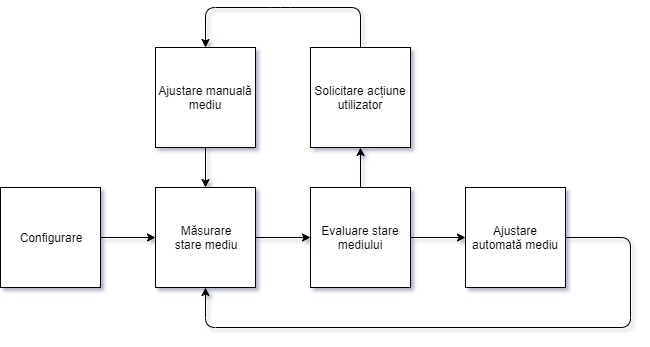 Ajustare manuală
mediu
Solicitare acțiune
utilizator
Configurare
Măsurare
stare mediu
Evaluare stare
mediului
Ajustare
automată mediu